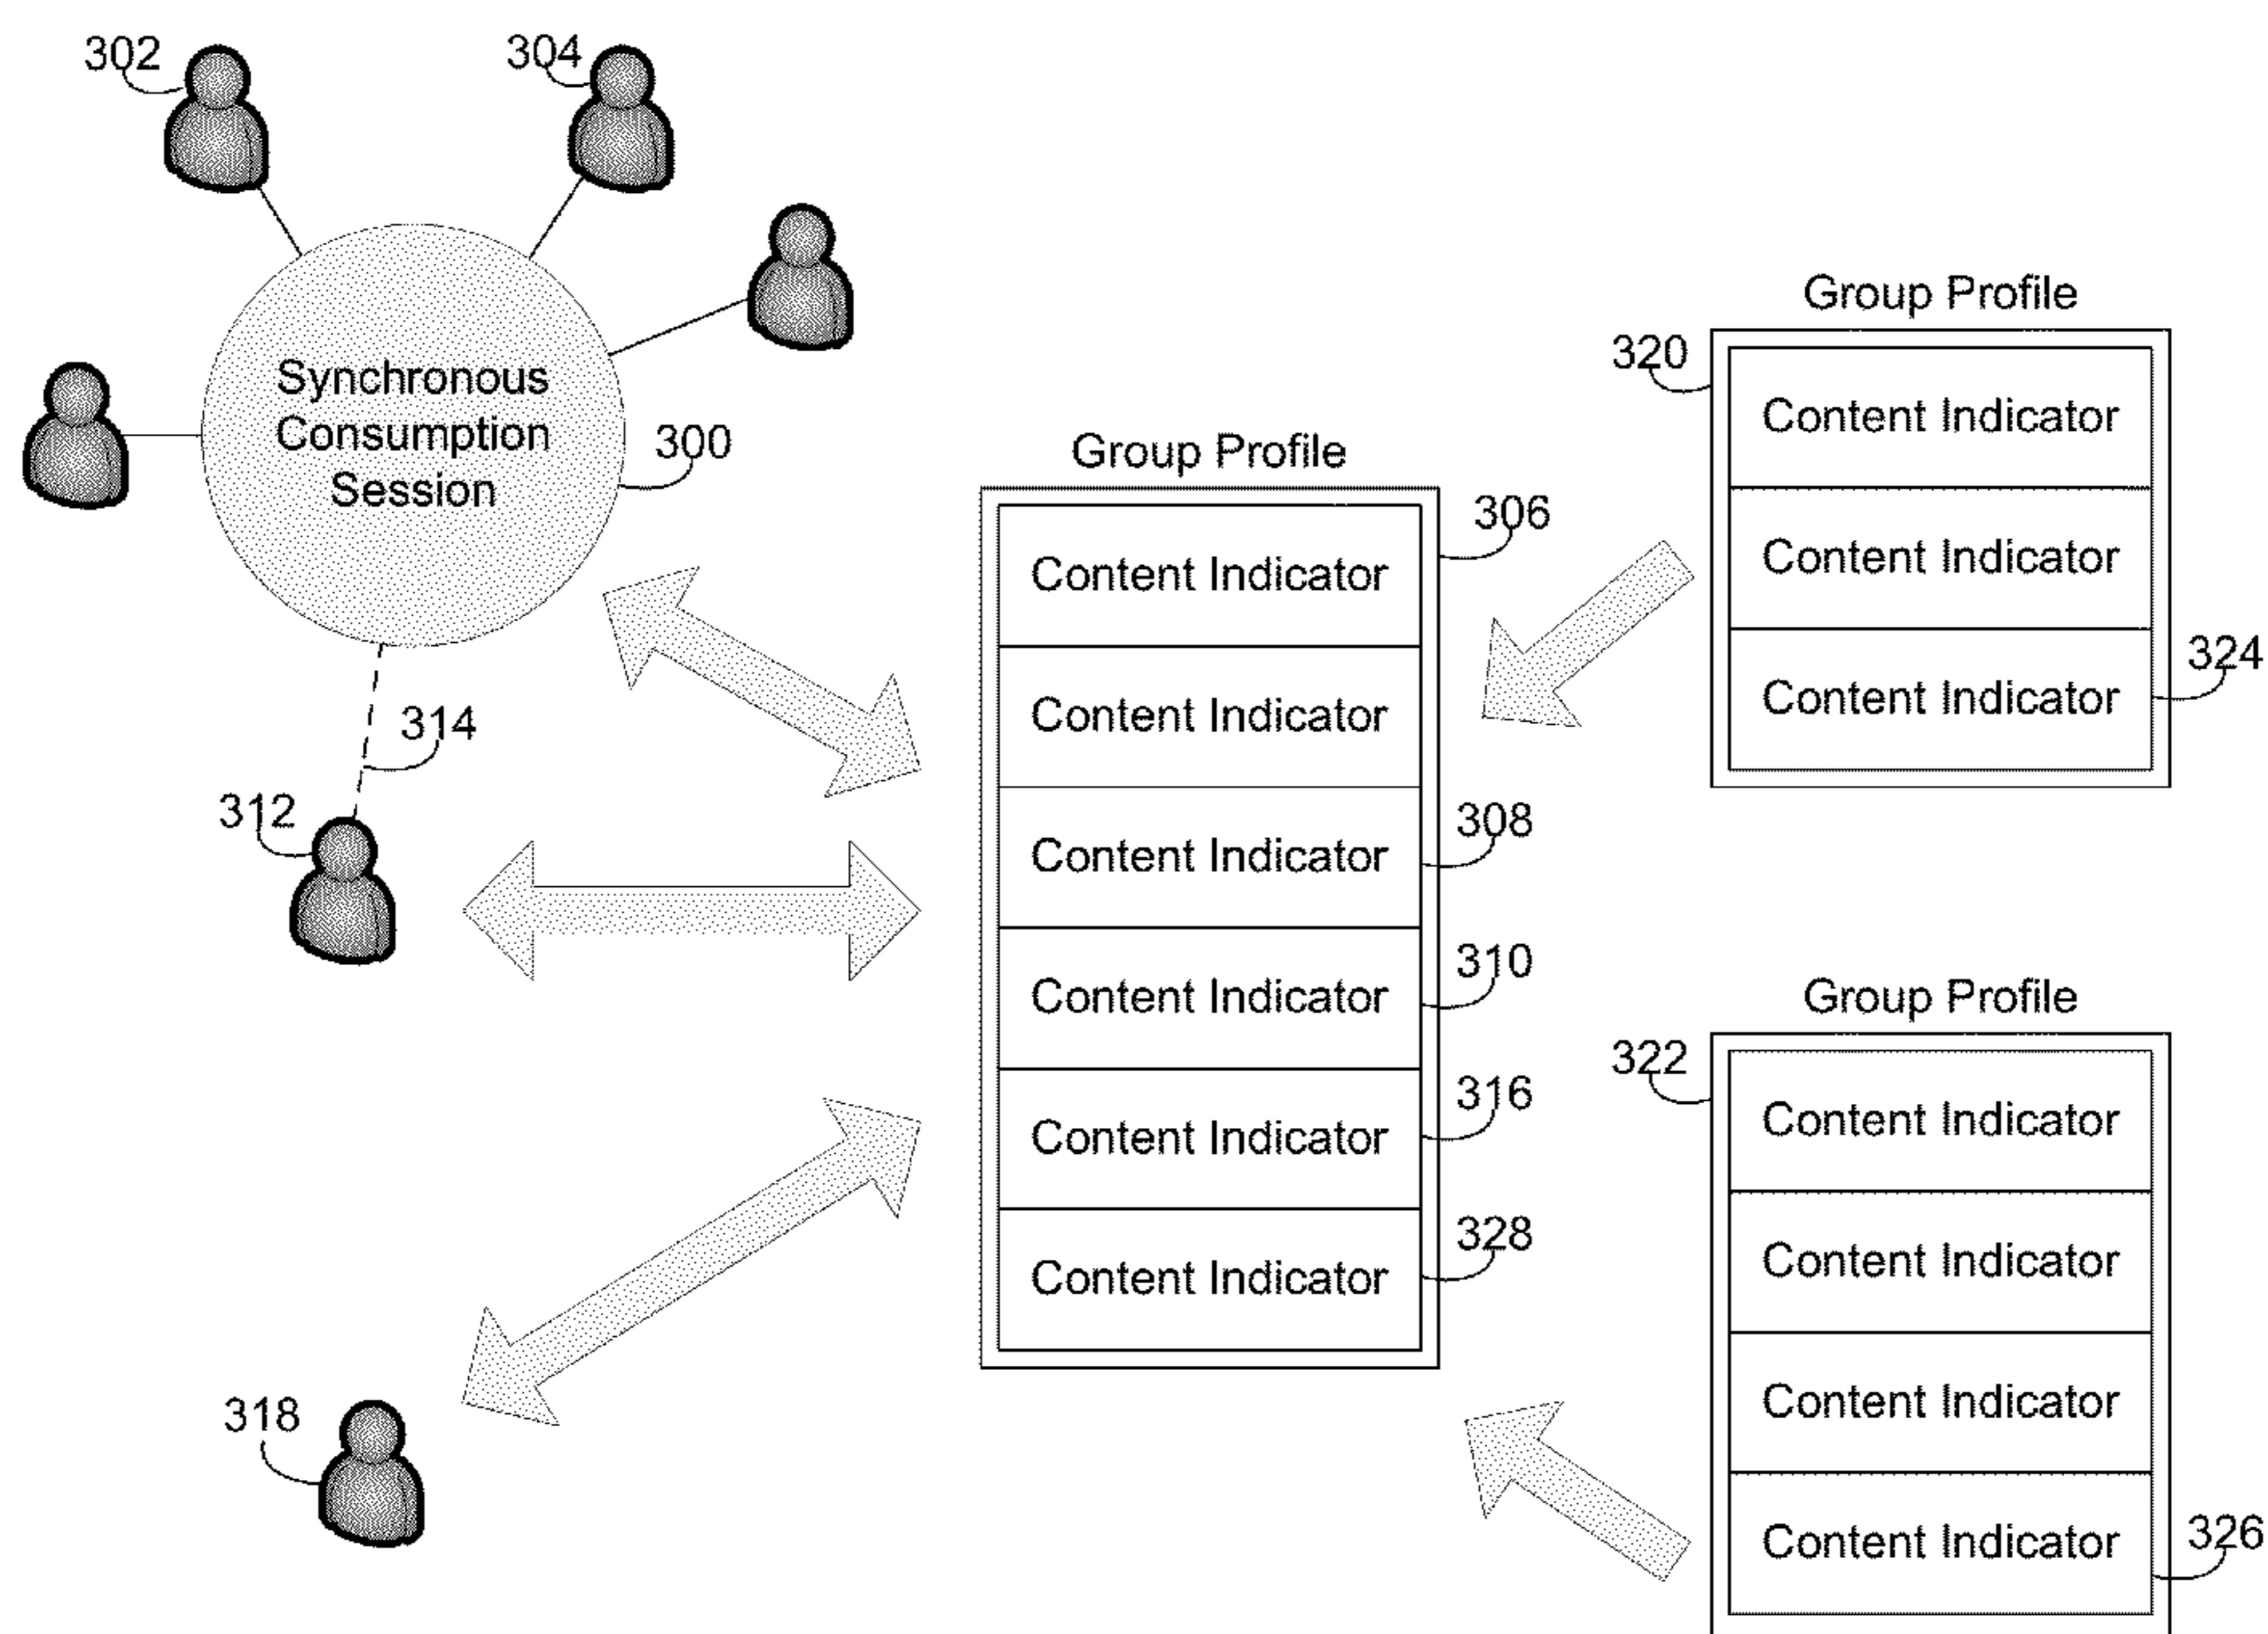 302
304
Synchronous
Consumption
Session
300
314
312
318
Group Profile
306
Content Indicator
Content Indicator
Content Indicator
308
Content Indicator
310
Content Indicator
316
Content Indicator
328
Group Profile
320
Content Indicator
Content Indicator
Content Indicator
324
Group Profile
322
Content Indicator
Content Indicator
Content Indicator
Content Indicator
326